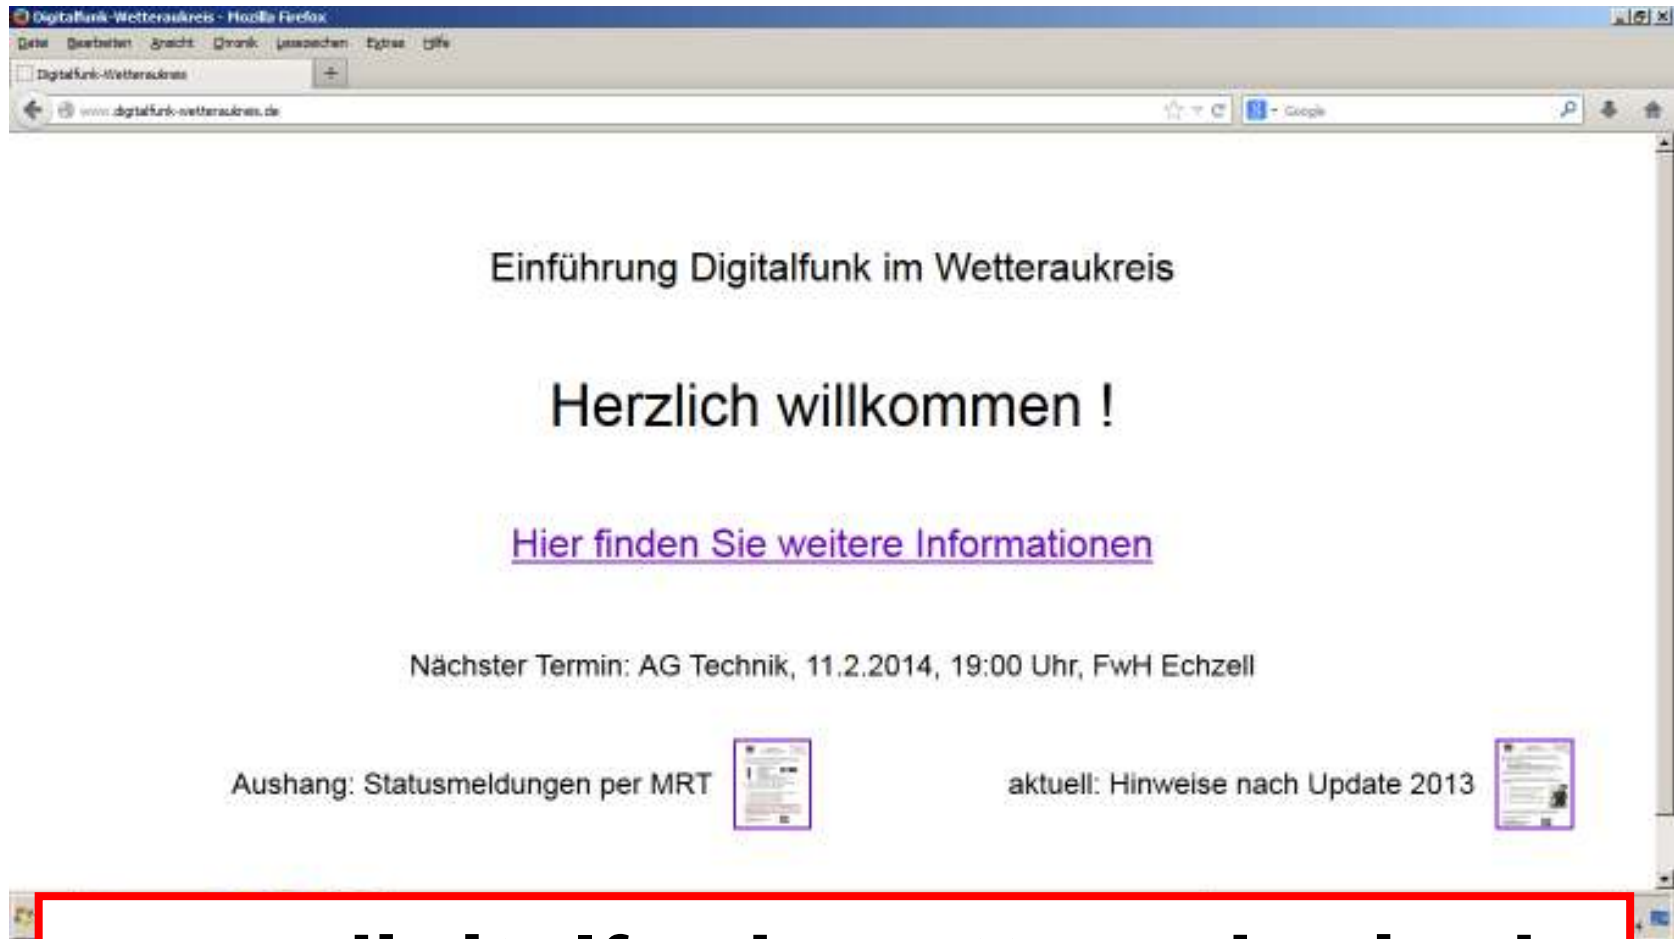 Digitalfunk-Wetteraukreis - Mozilla Firefox
Datei Bearbeiten Ansicht Chronik Lesezeichen Extras Hilfe
Digitalfunk-Wetteraukreis
www.digitalfunk-wetteraukreis.de
Google
Einführung Digitalfunk im Wetteraukreis
Herzlich willkommen !
Hier finden Sie weitere Informationen
Nächster Termin: AG Technik, 11.2.2014, 19:00 Uhr, FwH Echzell
Aushang: Statusmeldungen per MRT
aktuell: Hinweise nach Update 2013